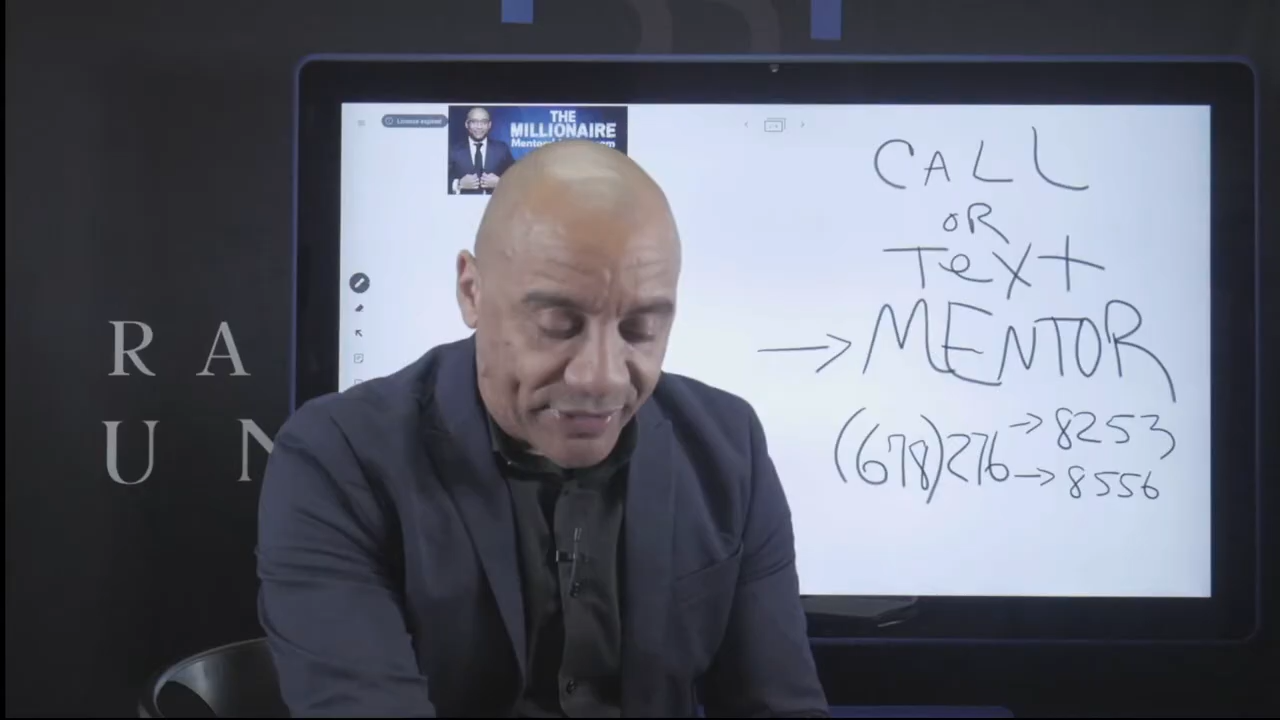 License expired
THE
MILLIONAIRE
CALL
OR
Text
MENTOR
(678)276 → 8253
→ 8556
R A
U N